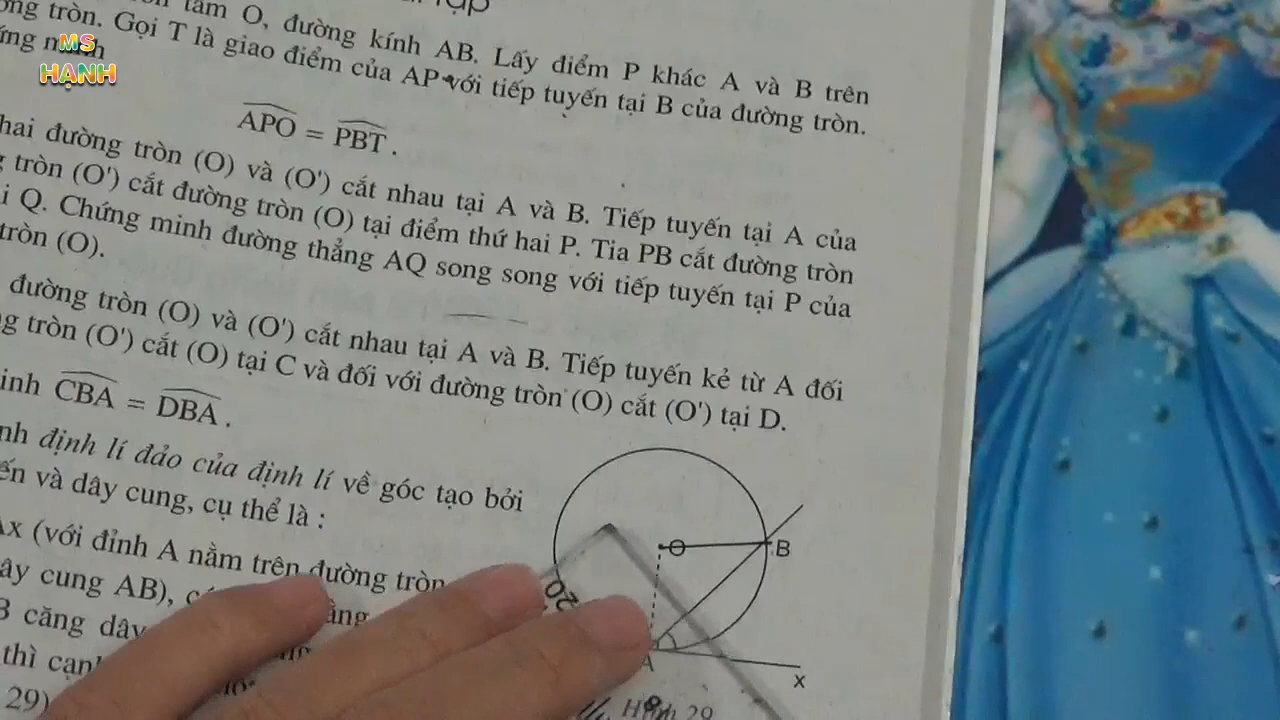 tâm O, đường kính AB. Lấy điểm P khác A và B trên
tròn. Gọi T là giao điểm của AP với tiếp tuyến tại B của đường tròn.
MS
HẠNH
APO = PBT.
hai đường tròn (O) và (O') cắt nhau tại A và B. Tiếp tuyến tại A của
tròn (O') cắt đường tròn (O) tại điểm thứ hai P. Tia PB cắt đường tròn
i Q. Chứng minh đường thẳng AQ song song với tiếp tuyến tại P của
tròn (O).
đường tròn (O) và (O') cắt nhau tại A và B. Tiếp tuyến kẻ từ A đối
g tròn (O') cắt (O) tại C và đối với đường tròn (O) cắt (O') tại D.
inh CBA = DBA.
nh định lí đảo của định lí về góc tạo bởi
ến và dây cung, cụ thể là :
Ax (với đỉnh A nằm trên đường tròn
ây cung AB),
B căng dây
thì cạnh
29)
O
B
A
x
20
29